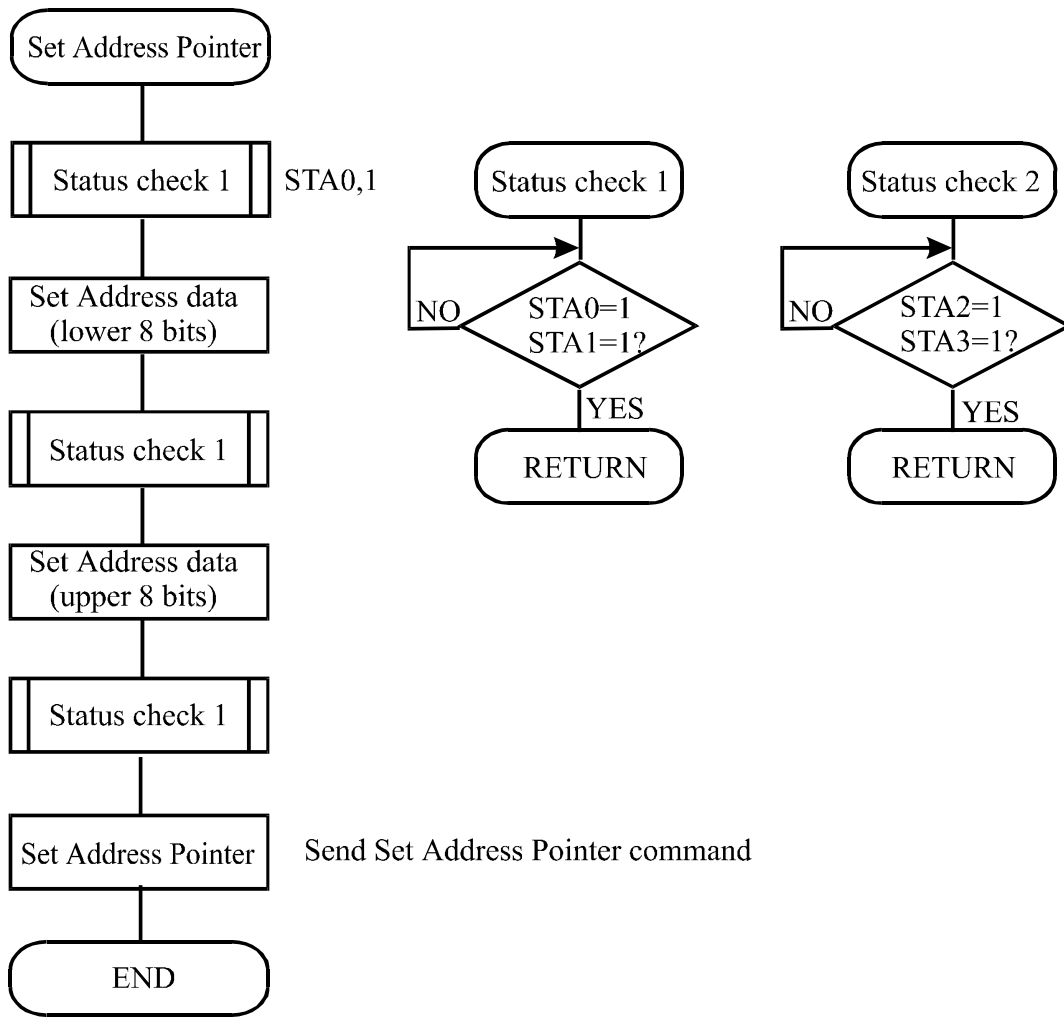 Set Address Pointer
Status check 1
STA0,1
Set Address data
(lower 8 bits)
Status check 1
Set Address data
(upper 8 bits)
Status check 1
Set Address Pointer
Send Set Address Pointer command
END
Status check 1
NO
STA0=1
STA1=1?
YES
RETURN
Status check 2
NO
STA2=1
STA3=1?
YES
RETURN